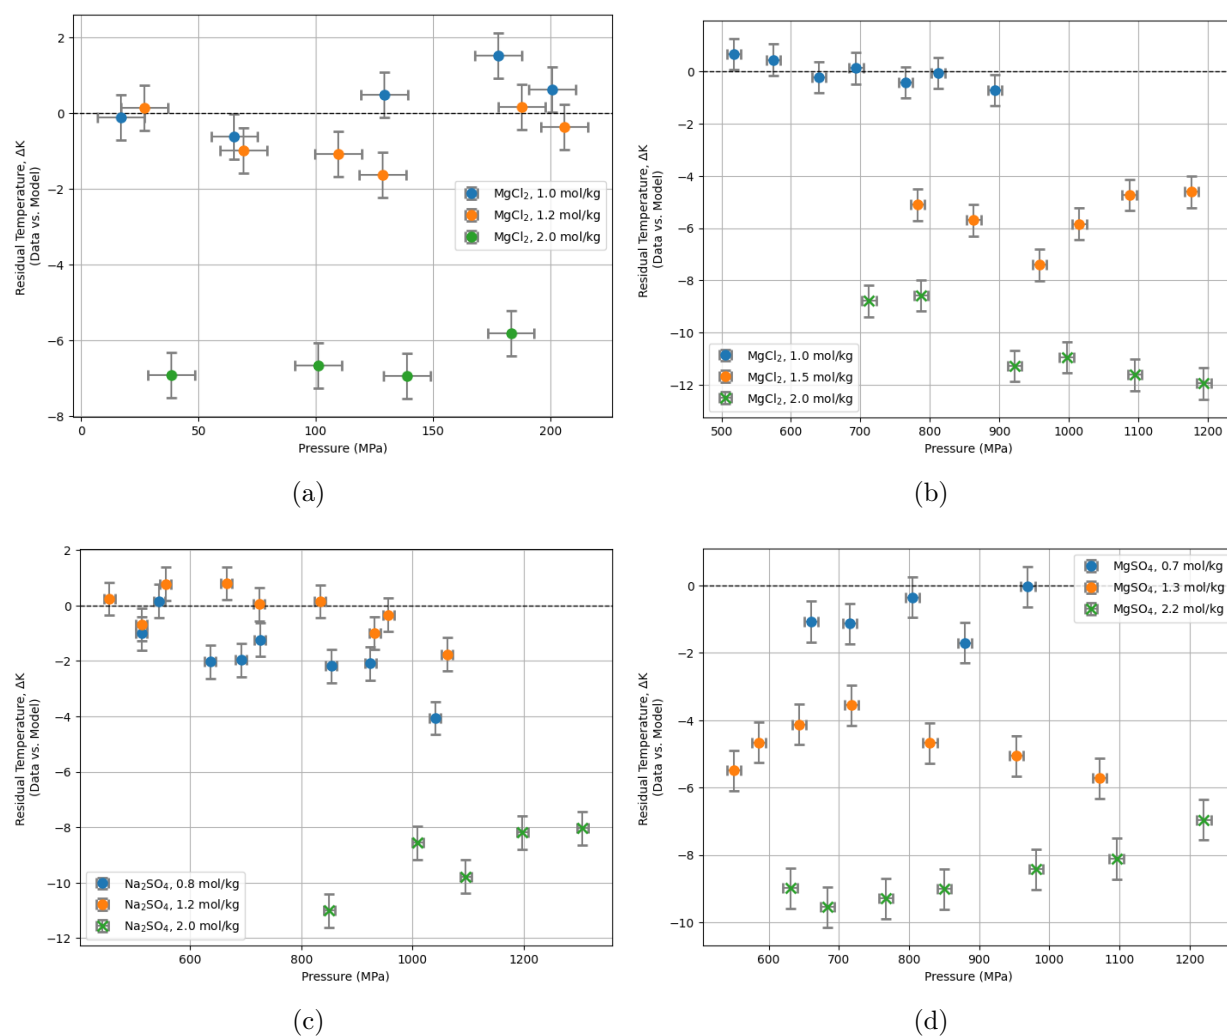 2
0
−2
−4
−6
−8
0
50
100
150
200
Residual Temperature, ΔK
(Data vs. Model)
Pressure (MPa)
MgCl₂, 1.0 mol/kg
MgCl₂, 1.2 mol/kg
MgCl₂, 2.0 mol/kg
(a)
0
−2
−4
−6
−8
−10
−12
500
600
700
800
900
1000
1100
1200
Residual Temperature, ΔK
(Data vs. Model)
Pressure (MPa)
MgCl₂, 1.0 mol/kg
MgCl₂, 1.5 mol/kg
MgCl₂, 2.0 mol/kg
(b)
2
0
−2
−4
−6
−8
−10
−12
600
800
1000
1200
Residual Temperature, ΔK
(Data vs. Model)
Pressure (MPa)
Na₂SO₄, 0.8 mol/kg
Na₂SO₄, 1.2 mol/kg
Na₂SO₄, 2.0 mol/kg
(c)
0
−2
−4
−6
−8
−10
600
700
800
900
1000
1100
1200
Residual Temperature, ΔK
(Data vs. Model)
Pressure (MPa)
MgSO₄, 0.7 mol/kg
MgSO₄, 1.3 mol/kg
MgSO₄, 2.2 mol/kg
(d)